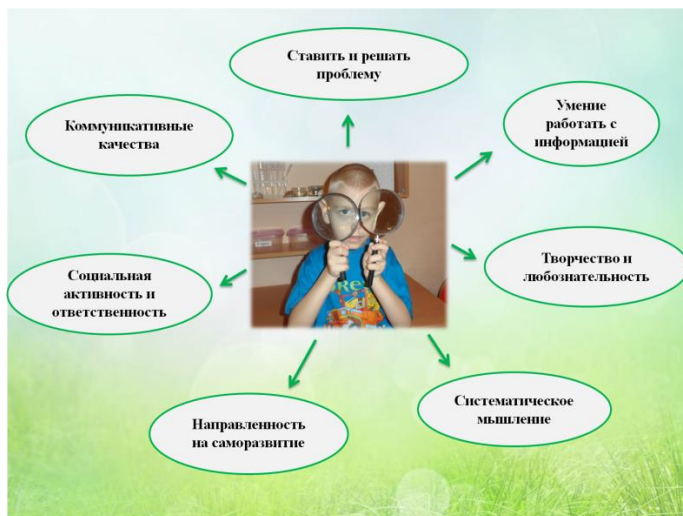 Ставить и решать
проблему
Умение
работать с
информацией
Коммуникативные
качества
Творчество и
любознательность
Социальная
активность и
ответственность
Систематическое
мышление
Направленность
на саморазвитие